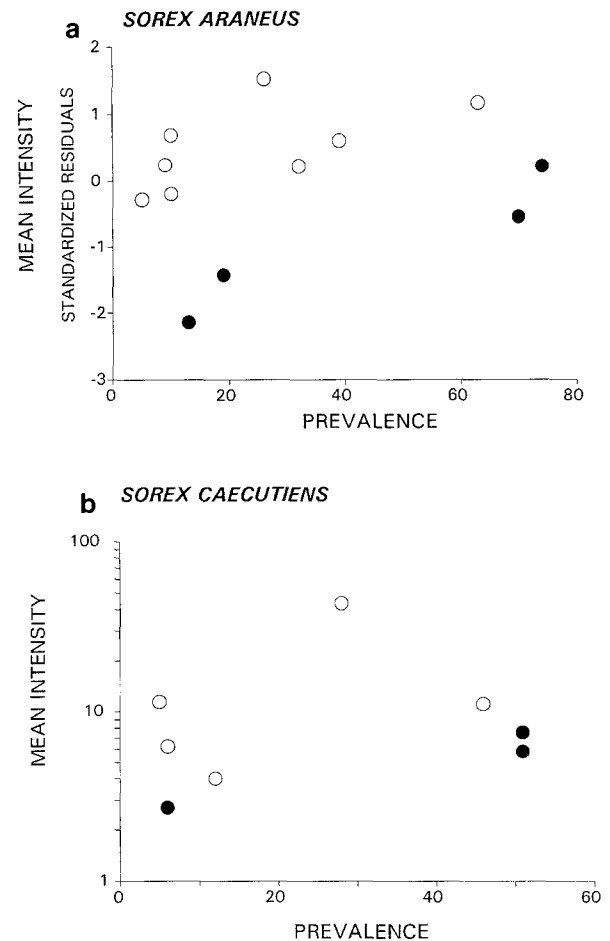 a SOREX ARANEUS
MEAN INTENSITY
STANDARDIZED RESIDUALS
2
1
0
-1
-2
-3
0 20 40 60 80
PREVALENCE
b SOREX CAECUTIENS
MEAN INTENSITY
100
10
1
0 20 40 60
PREVALENCE